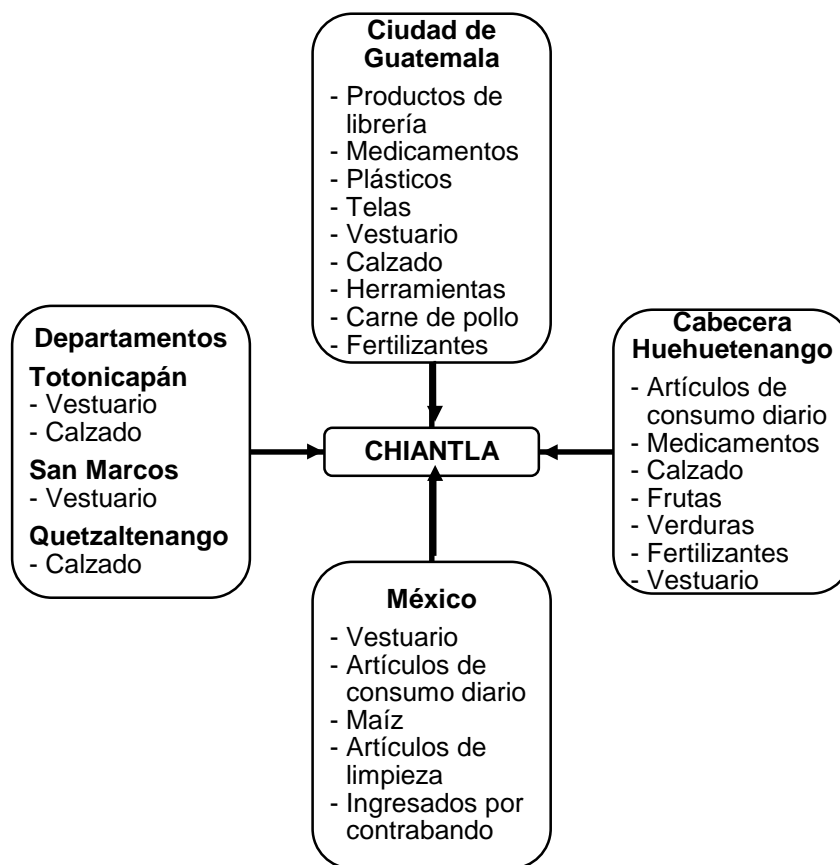 Ciudad de
Guatemala
- Productos de
librería
- Medicamentos
- Plásticos
- Telas
- Vestuario
- Calzado
- Herramientas
- Carne de pollo
- Fertilizantes
Departamentos
Totonicapán
- Vestuario
- Calzado
San Marcos
- Vestuario
Quetzaltenango
- Calzado
CHIANTLA
Cabecera
Huehuetenango
- Artículos de
consumo diario
- Medicamentos
- Calzado
- Frutas
- Verduras
- Fertilizantes
- Vestuario
México
- Vestuario
- Artículos de
consumo diario
- Maíz
- Artículos de
limpieza
- Ingresados por
contrabando